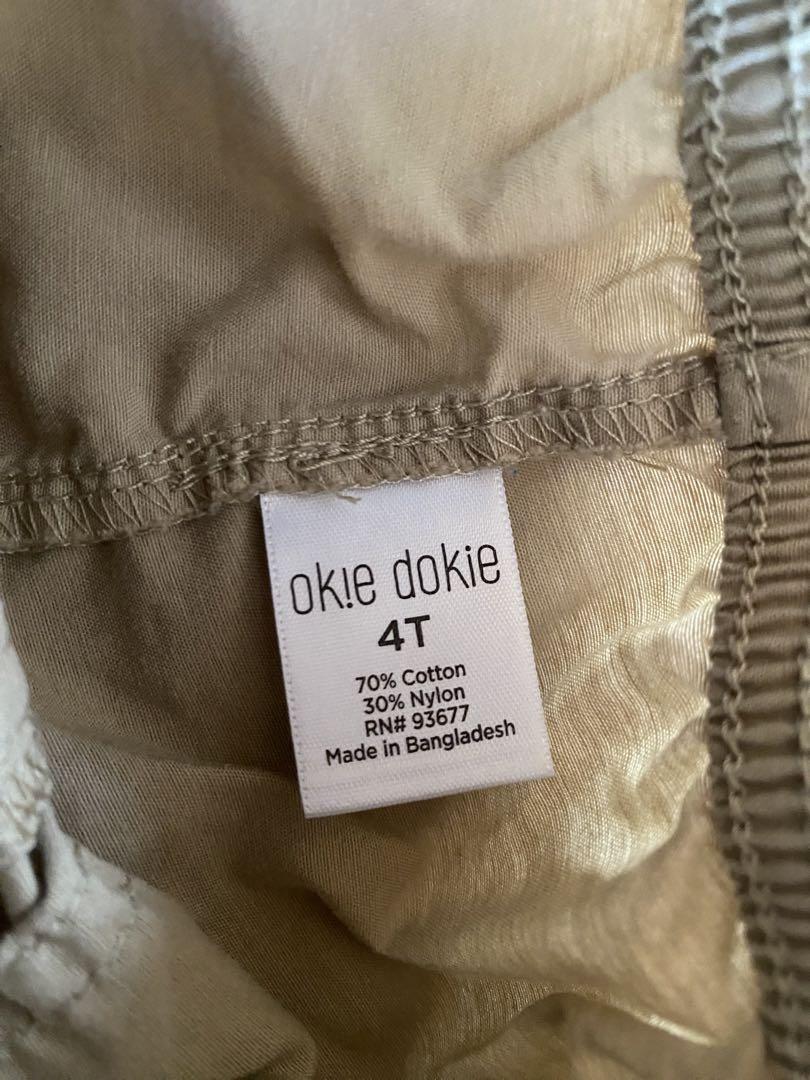 ok!e dokie
4T
70% Cotton
30% Nylon
RN# 93677
Made in Bangladesh